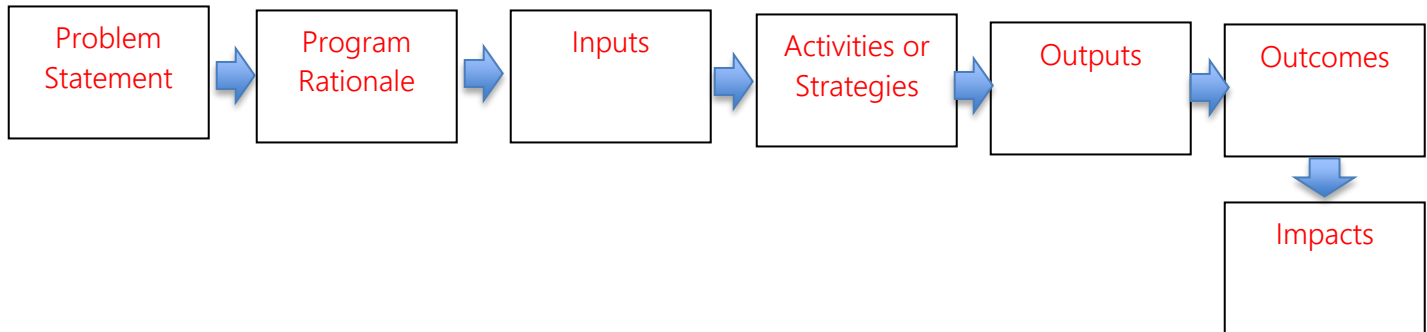 Problem
Statement
Program
Rationale
Inputs
Activities or
Strategies
Outputs
Outcomes
Impacts